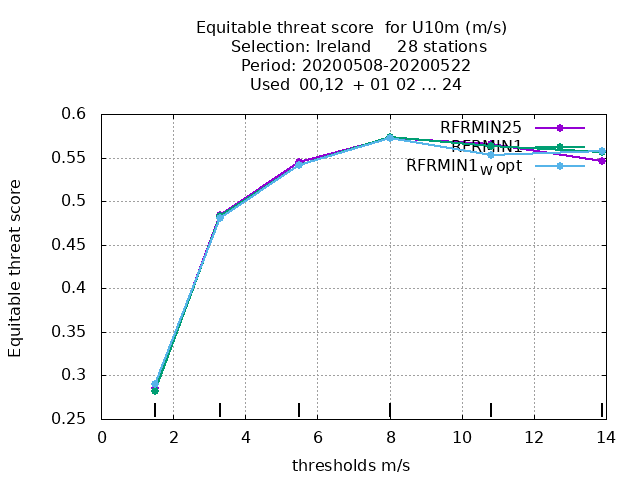 Equitable threat score  for U10m (m/s)
Selection: Ireland     28 stations
Period: 20200508-20200522
Used  00,12  + 01 02 ... 24
0.6
0.55
0.5
0.45
0.4
0.35
0.3
0.25
Equitable threat score
RFRMIN25
RFRMIN1
RFRMIN1W opt
0 2 4 6 8 10 12 14
thresholds m/s